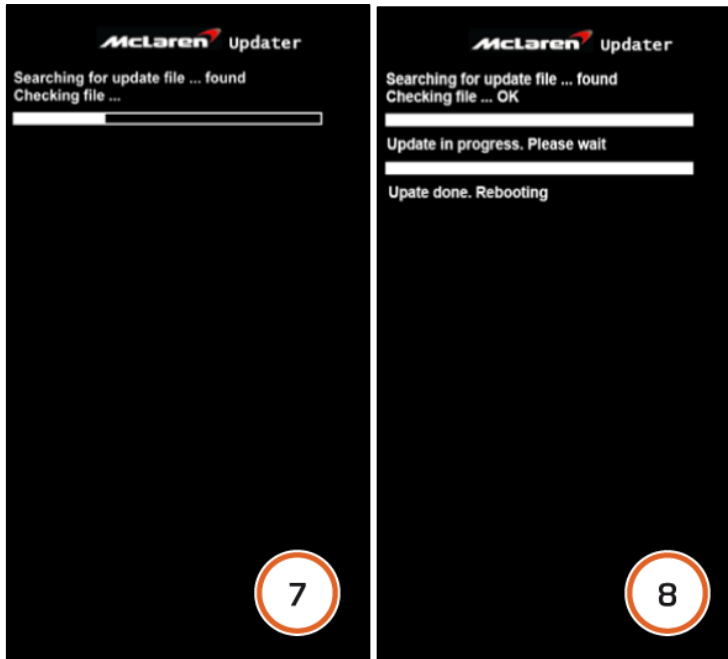 McLaren Updater
Searching for update file ... found
Checking file ...
7
McLaren Updater
Searching for update file ... found
Checking file ... OK
Update in progress. Please wait
Upate done. Rebooting
8